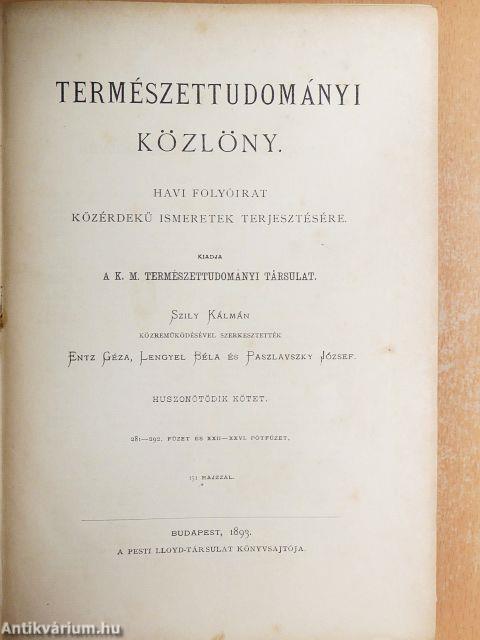 TERMÉSZETTUDOMÁNYI
KÖZLÖNY.
HAVI FOLYÓIRAT
KÖZÉRDEKŰ ISMERETEK TERJESZTÉSÉRE.
KIADJA
A K. M. TERMÉSZETTUDOMÁNYI TÁRSULAT.
SZILY KÁLMÁN
KÖZREMŰKÖDÉSÉVEL SZERKESZTETTÉK
ENTZ GÉZA, LENGYEL BÉLA ÉS PASZLAVSZKY JÓZSEF.
HUSZONÖTÖDIK KÖTET.
281—292. FÜZET ÉS XXII—XXVI. PÓTFÜZET.
151 RAJZZAL.
BUDAPEST, 1893.
A PESTI LLOYD-TÁRSULAT KÖNYVSAJTÓJA.
Antikvárium.hu